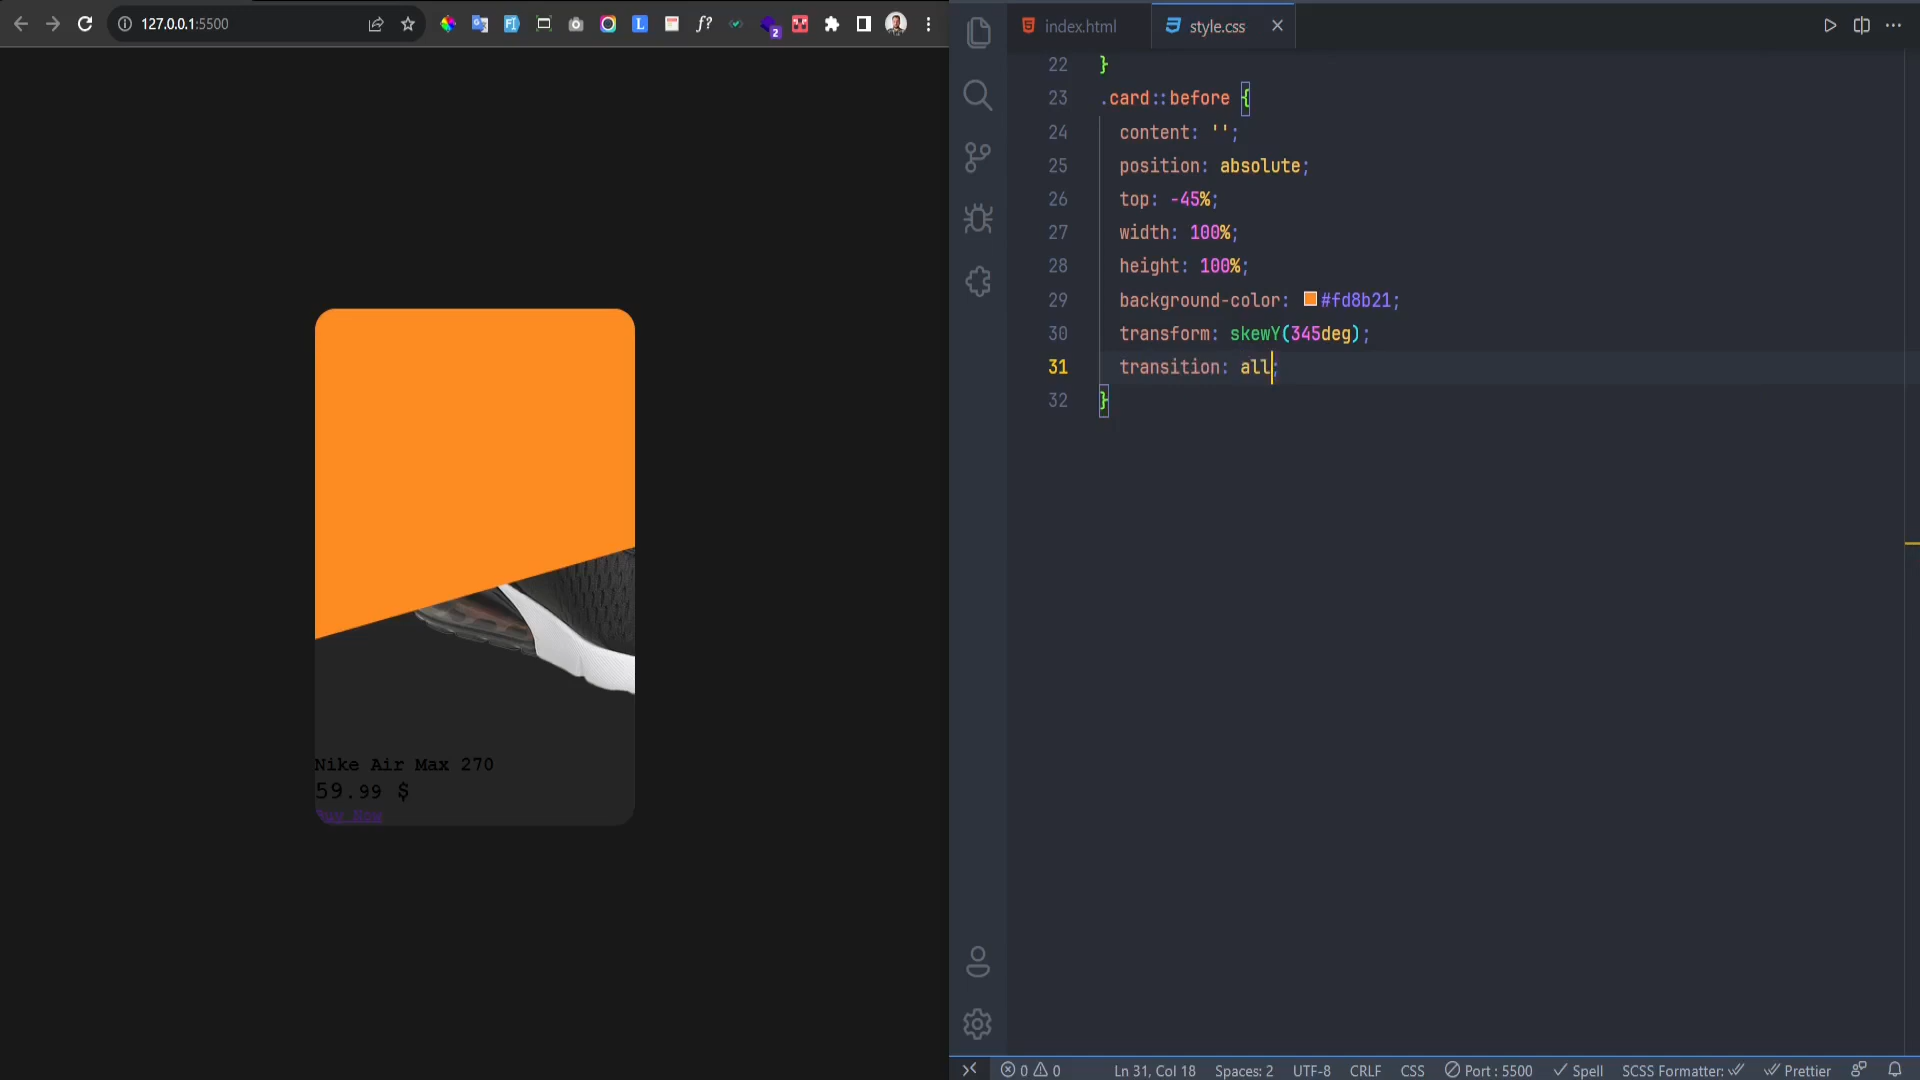 127.0.0.1:5500
2
Nike Air Max 270
59.99 $
Buy Now
index.html
style.css
22 }
23 .card::before {
24 content: '';
25 position: absolute;
26 top: -45%;
27 width: 100%;
28 height: 100%;
29 background-color: #fd8b21;
30 transform: skewY(345deg);
31 transition: all;
32 }
0 0 Ln 31, Col 18 Spaces: 2 UTF-8 CRLF CSS Port : 5500 Spell SCSS Formatter: Prettier